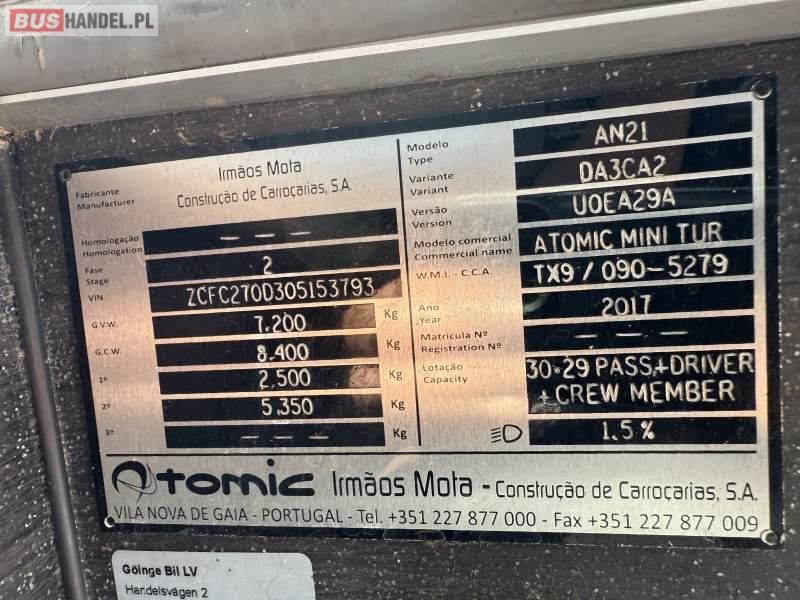 BUSHANDEL.PL
Fabricante
Manufacturer
Irmãos Mota
Construção de Carroçarias, S.A.
Homologação
Homologation
– – –
Fase
Stage
2
VIN
ZCFC270D305153793
G.V.W.
7.200
Kg
G.C.W.
8.400
1º
2.500
Kg
2º
5.350
Kg
3º
– – – –
Kg
Modelo
Type
AN21
Variante
Variant
DA3CA2
Versão
Version
U0EA29A
Modelo comercial
Commercial name
ATOMIC MINI TUR
W.M.I. - C.C.A.
TX9/090-5279
Ano
Year
2017
Matricula Nº
Registration Nº
– – –
Lotação
Capacity
30-29 PASS,+DRIVER
+CREW MEMBER
1.5%
Atomic Irmãos Mota - Construção de Carroçarias, S.A.
VILA NOVA DE GAIA - PORTUGAL - Tel. +351 227 877 000 - Fax +351 227 877 009
Göinge Bil LV
Handelsvägen 2